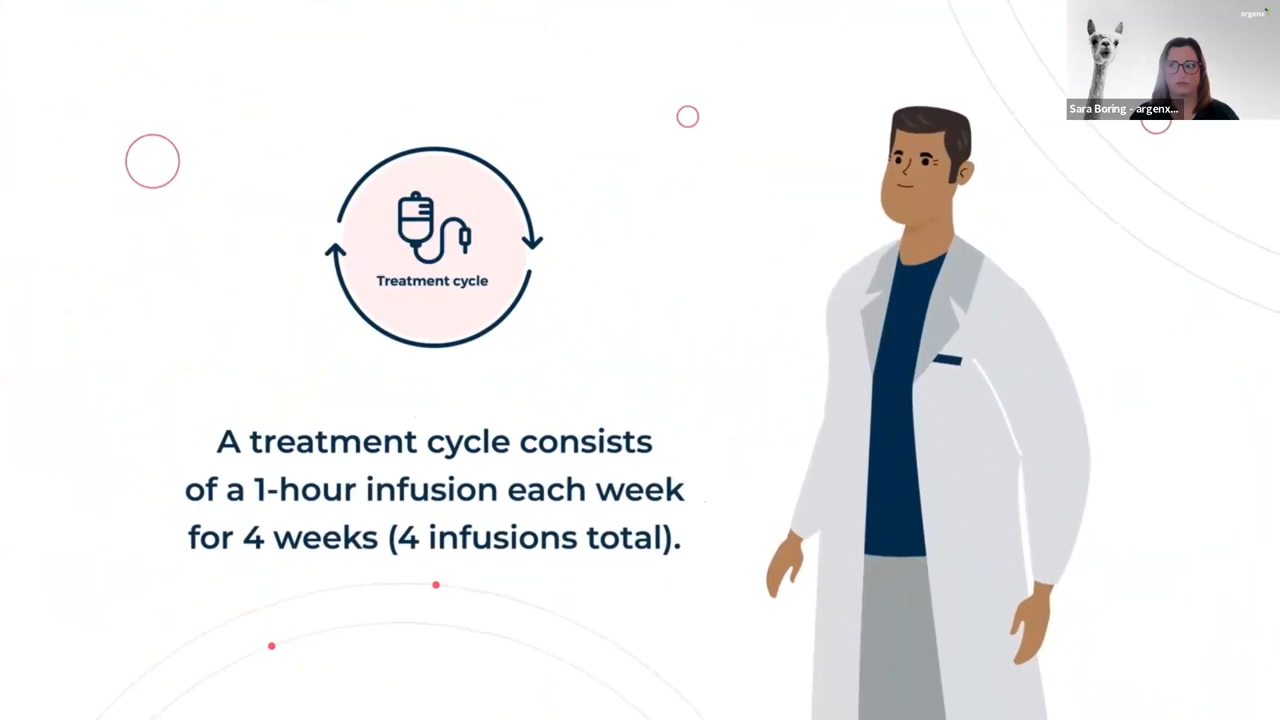 argenx
Sara Boring - argenx...
Treatment cycle
A treatment cycle consists
of a 1-hour infusion each week
for 4 weeks (4 infusions total).